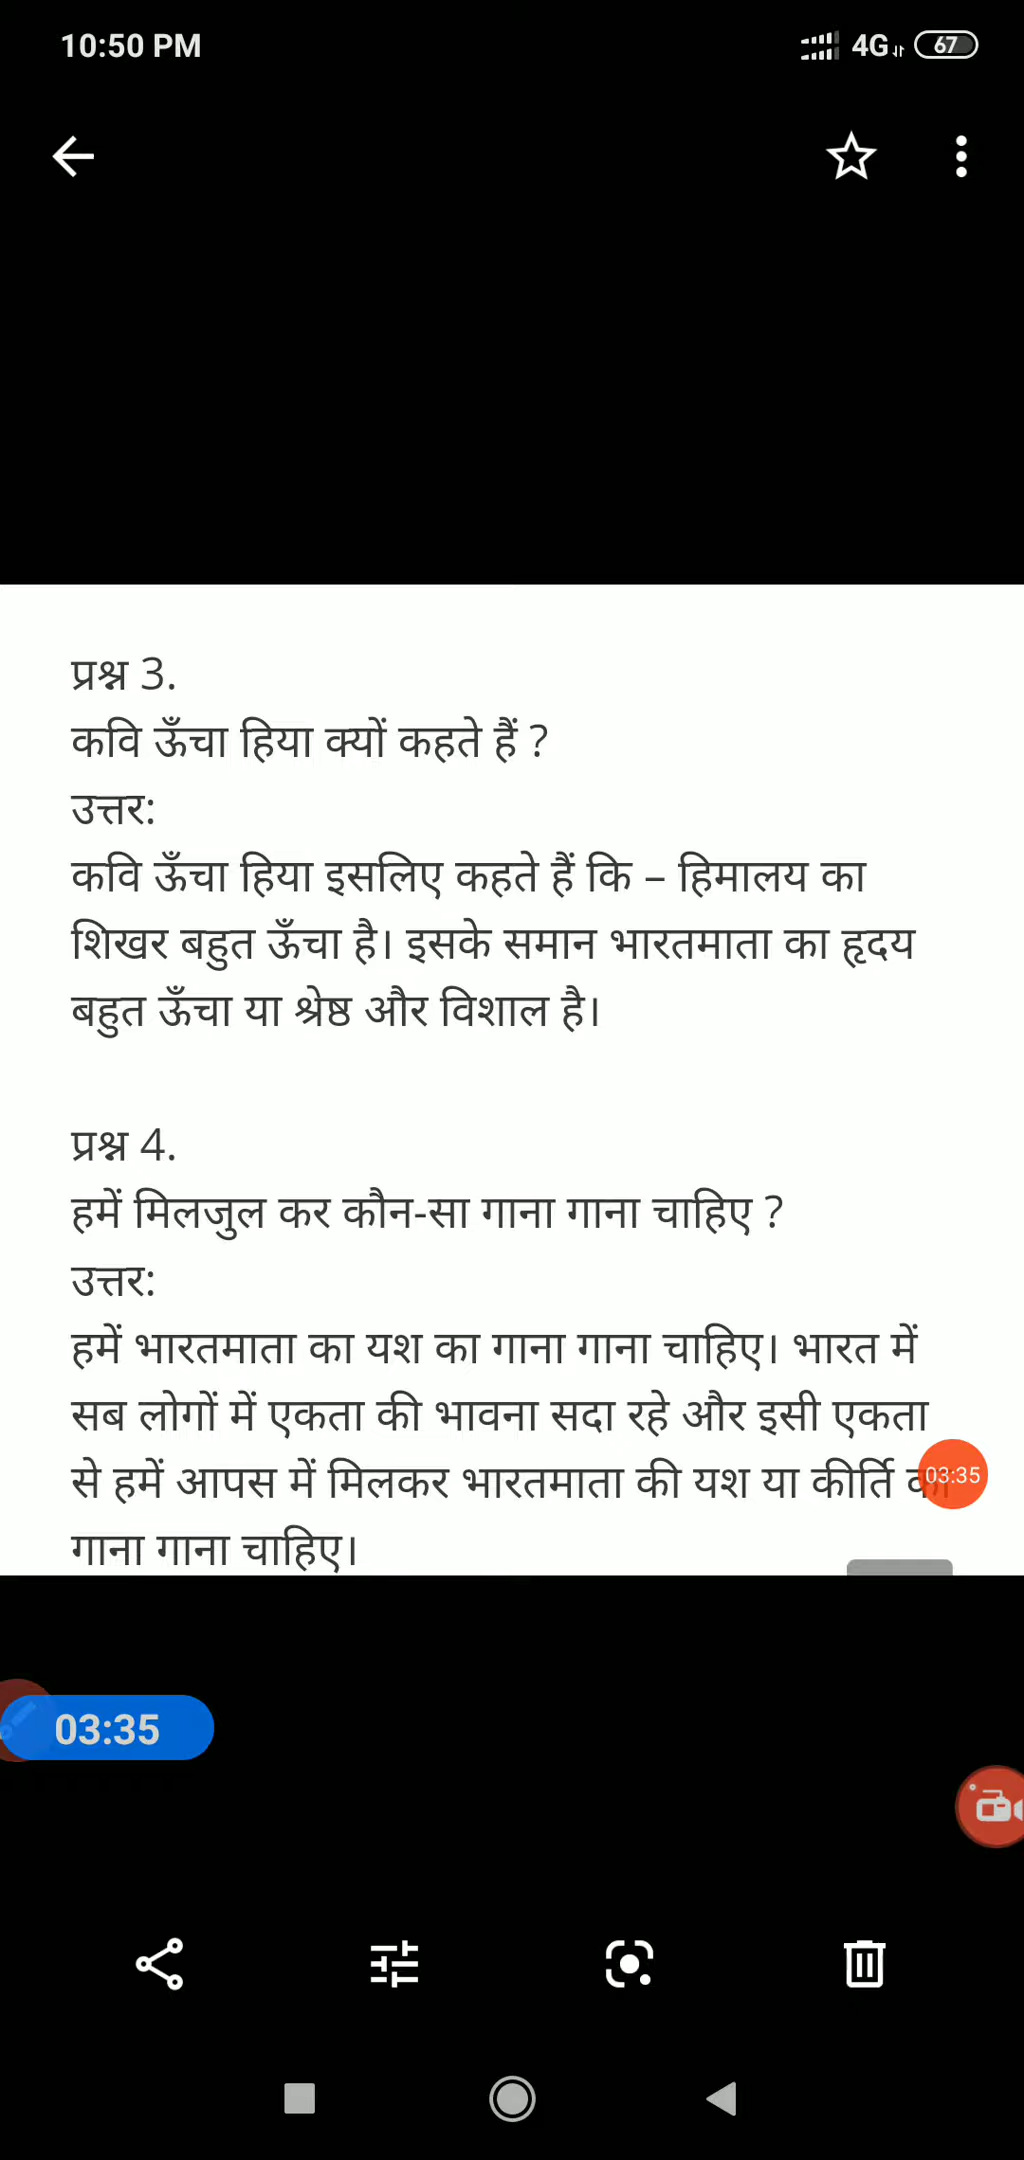 10:50 PM
4G 67
प्रश्न 3.
कवि ऊँचा हिया क्यों कहते हैं ?
उत्तर:
कवि ऊँचा हिया इसलिए कहते हैं कि – हिमालय का
शिखर बहुत ऊँचा है। इसके समान भारतमाता का हृदय
बहुत ऊँचा या श्रेष्ठ और विशाल है।
प्रश्न 4.
हमें मिलजुल कर कौन-सा गाना गाना चाहिए ?
उत्तर:
हमें भारतमाता का यश का गाना गाना चाहिए। भारत में
सब लोगों में एकता की भावना सदा रहे और इसी एकता
से हमें आपस में मिलकर भारतमाता की यश या कीर्ति
03:35
गाना गाना चाहिए।
03:35